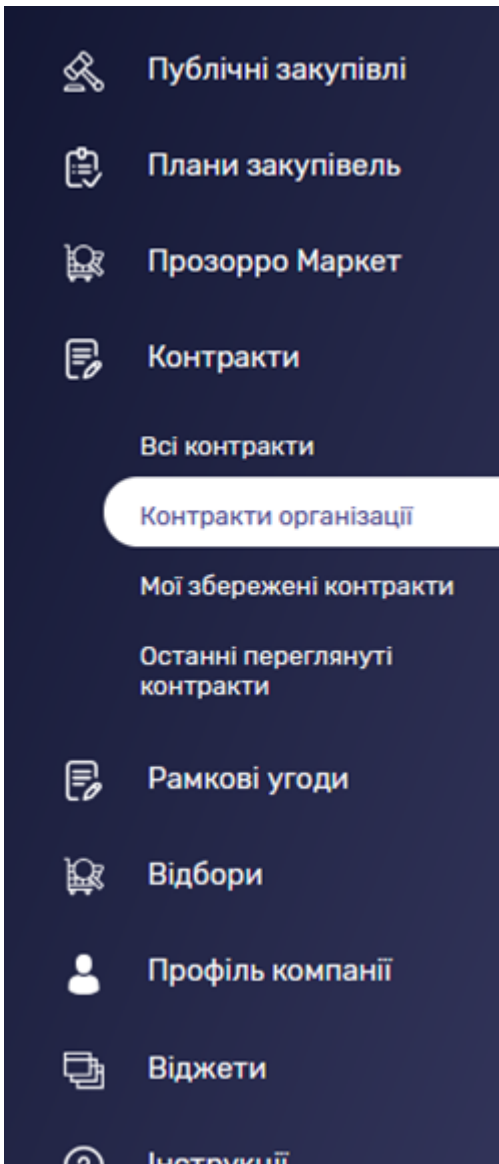 Публічні закупівлі
Плани закупівель
Прозорро Маркет
Контракти
Всі контракти
Контракти організації
Мої збережені контракти
Останні переглянуті
контракти
Рамкові угоди
Відбори
Профіль компанії
Віджети
Інструкції